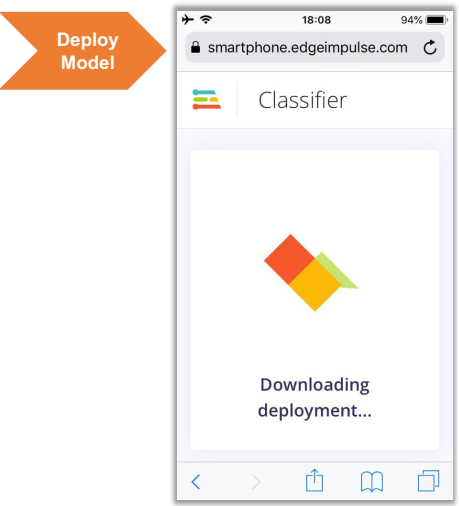 Deploy
Model
18:08
94%
smartphone.edgeimpulse.com
Classifier
Downloading
deployment...